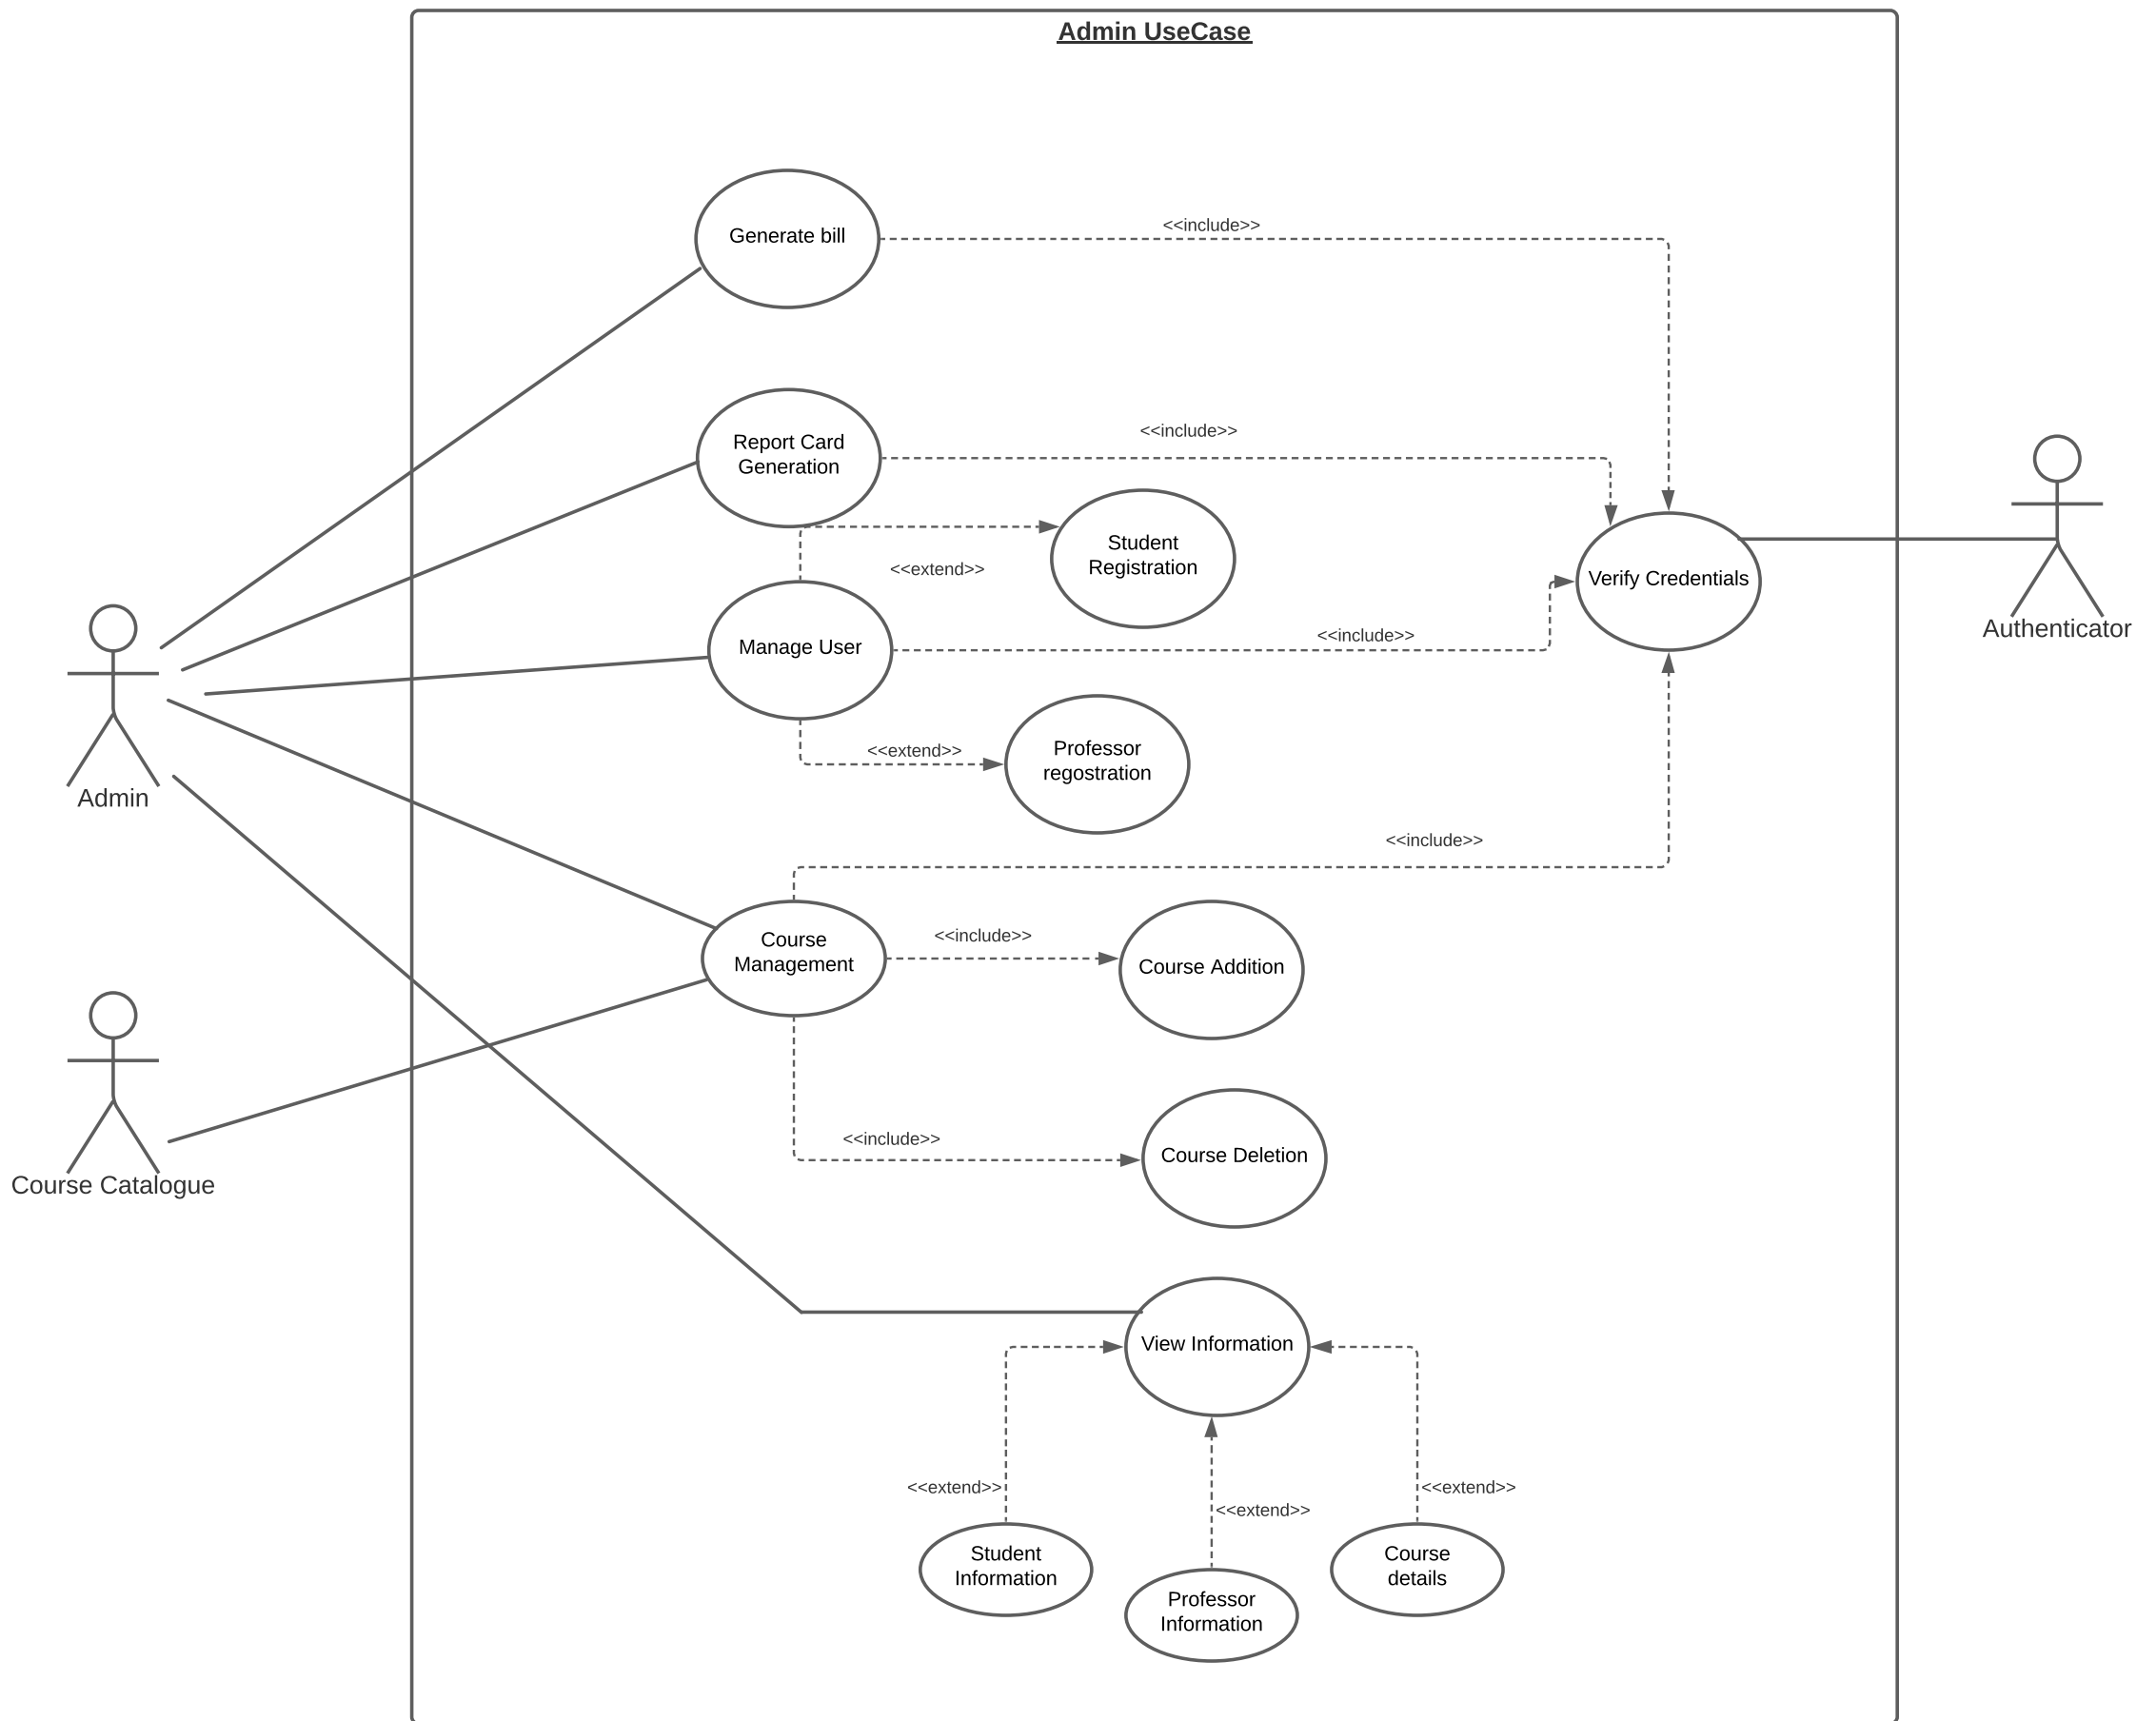 Admin UseCase
Generate bill
<<include>>
Report Card
Generation
<<include>>
Student
Registration
<<extend>>
Verify Credentials
Authenticator
Manage User
<<include>>
Professor
regostration
<<extend>>
Admin
<<include>>
Course
Management
<<include>>
Course Addition
<<include>>
Course Deletion
Course Catalogue
View Information
<<extend>>
<<extend>>
<<extend>>
Student
Information
Professor
Information
Course
details